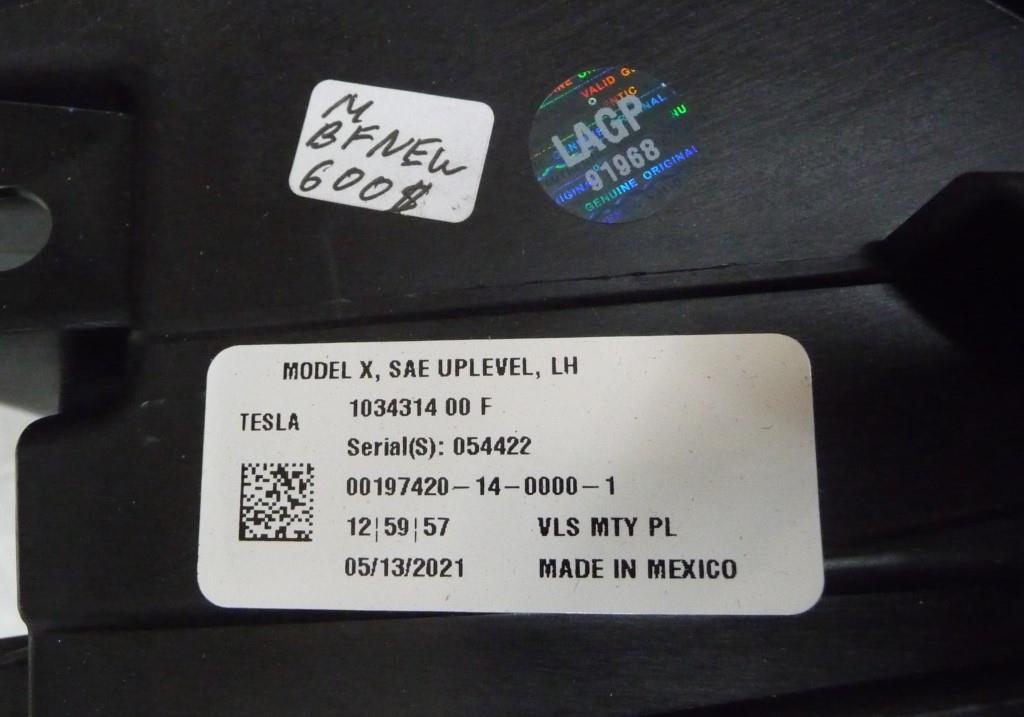 M
BFNEW
600$
VALID
LAGP
91968
GENUINE ORIGINAL
MODEL X, SAE UPLEVEL, LH
TESLA
1034314 00 F
Serial(S): 054422
00197420-14-0000-1
12¦59¦57 VLS MTY PL
05/13/2021 MADE IN MEXICO